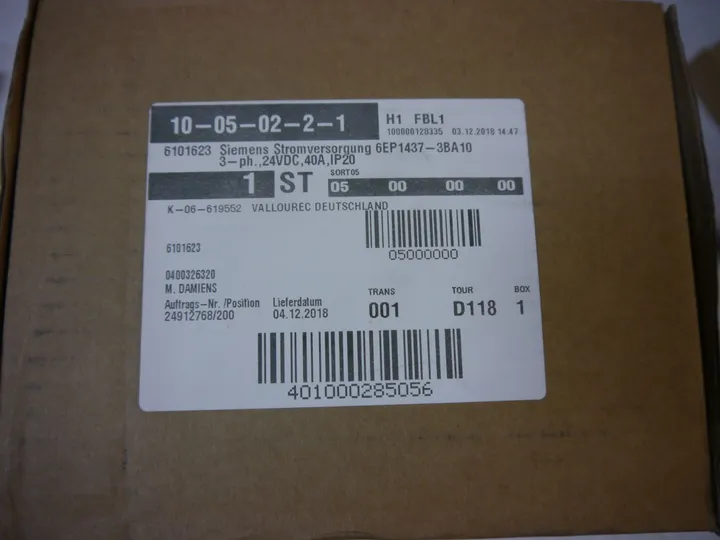 10-05-02-2-1 H1 FBL1
100000128335 03.12.2018 14.47
6101623 Siemens Stromversorgung 6EP1437-3BA10
3-ph.,24VDC,40A,IP20
1 ST SORT05
05 00 00 00
K-06-619552 VALLOUREC DEUTSCHLAND
05000000
6101623
0400326320
M. DAMIENS
Auftrags-Nr. /Position Lieferdatum TRANS TOUR BOX
24912768/200 04.12.2018 001 D118 1
401000285056